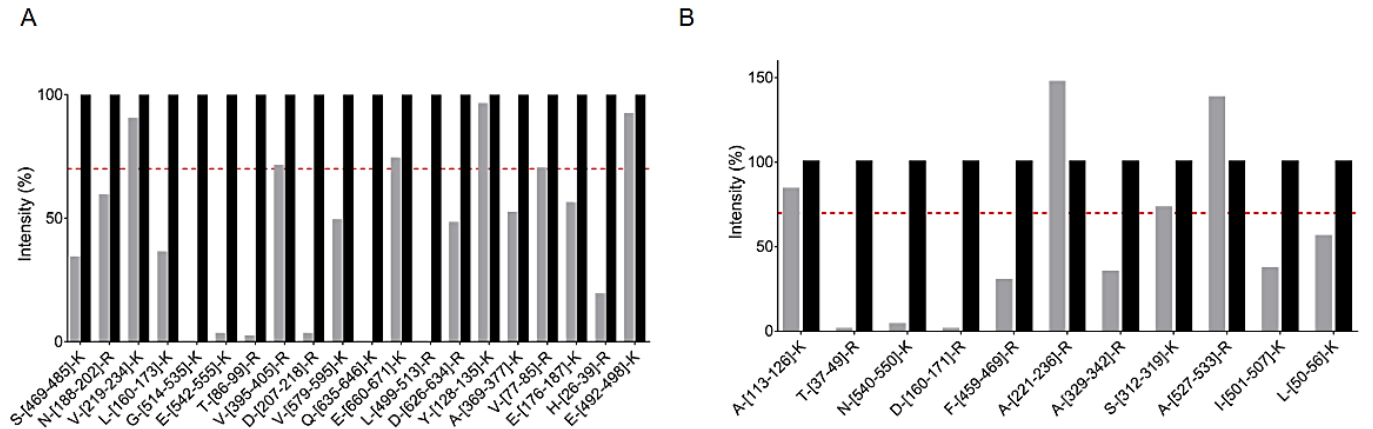 A
B
Intensity (%)
100
50
0
S-[469-485]-K
N-[188-202]-R
V-[219-234]-K
L-[160-173]-K
G-[514-535]-K
E-[542-555]-K
T-[86-99]-R
V-[395-405]-R
D-[207-218]-R
V-[579-595]-K
Q-[635-646]-K
E-[660-671]-K
L-[499-513]-R
D-[626-634]-R
Y-[128-135]-K
A-[369-377]-K
V-[77-85]-R
E-[176-187]-K
H-[26-39]-R
E-[492-498]-K
Intensity (%)
150
100
50
0
A-[113-126]-K
T-[37-49]-R
N-[540-550]-K
D-[160-171]-R
F-[459-469]-R
A-[221-236]-R
A-[329-342]-R
S-[312-319]-K
A-[527-533]-R
I-[501-507]-K
L-[50-56]-K